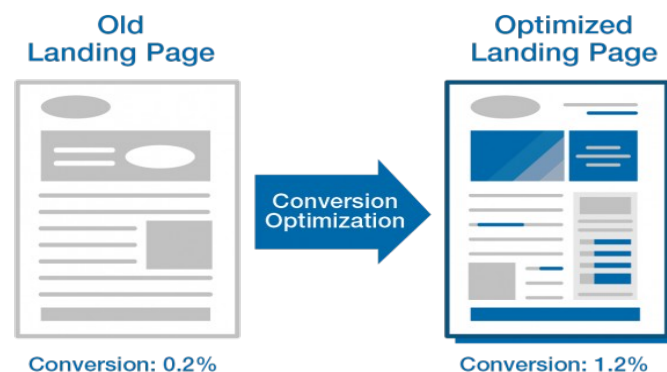 Old
Landing Page
Optimized
Landing Page
Conversion
Optimization
Conversion: 0.2%
Conversion: 1.2%